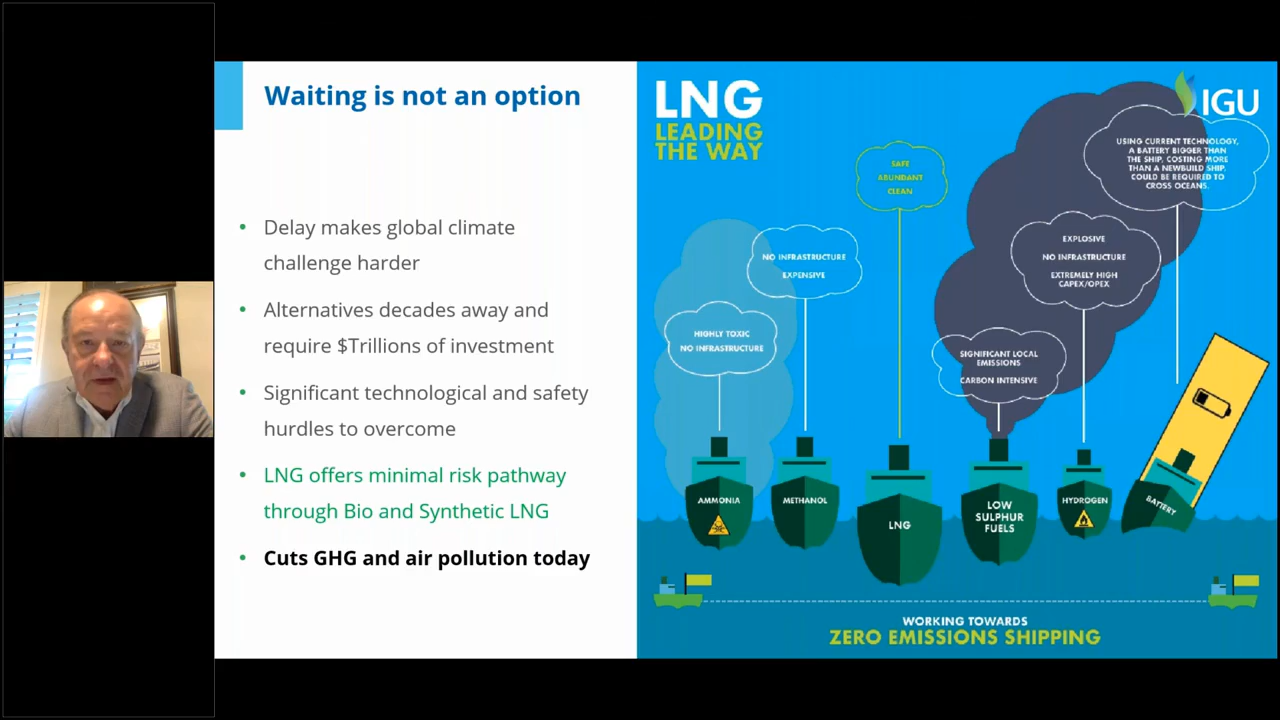 Waiting is not an option
• Delay makes global climate
challenge harder
• Alternatives decades away and
require $Trillions of investment
• Significant technological and safety
hurdles to overcome
• LNG offers minimal risk pathway
through Bio and Synthetic LNG
• Cuts GHG and air pollution today
LNG
LEADING
THE WAY
IGU
HIGHLY TOXIC
NO INFRASTRUCTURE
NO INFRASTRUCTURE
EXPENSIVE
SAFE
ABUNDANT
CLEAN
SIGNIFICANT LOCAL
EMISSIONS
CARBON INTENSIVE
EXPLOSIVE
NO INFRASTRUCTURE
EXTREMELY HIGH
CAPEX/OPEX
USING CURRENT TECHNOLOGY,
A BATTERY BIGGER THAN
THE SHIP, COSTING MORE
THAN A NEWBUILD SHIP,
COULD BE REQUIRED TO
CROSS OCEANS.
AMMONIA
METHANOL
LNG
LOW
SULPHUR
FUELS
HYDROGEN
BATTERY
WORKING TOWARDS
ZERO EMISSIONS SHIPPING